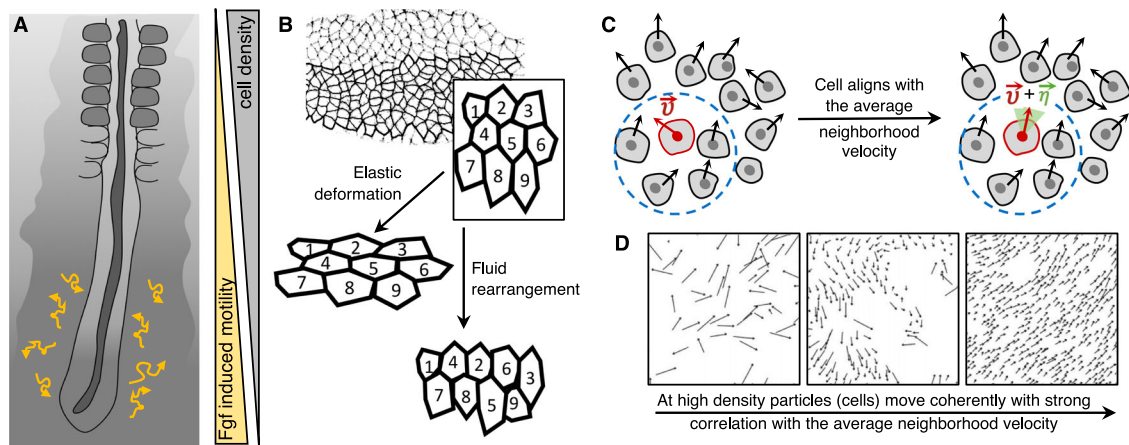 A
Fgf induced motility
cell density
B
1
2
3
4
5
6
7
8
9
Elastic
deformation
1
2
3
4
5
6
7
8
9
Fluid
rearrangement
1
4
2
6
3
7
8
5
9
C
υ
Cell aligns with
the average
neighborhood
velocity
υ + η
D
At high density particles (cells) move coherently with strong
correlation with the average neighborhood velocity